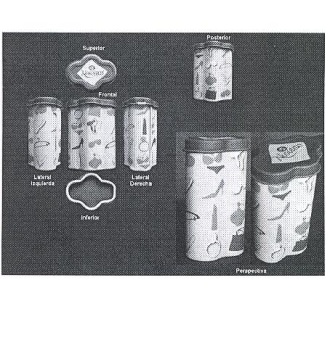 Superior
Posterior
Frontal
Lateral
Izquierda
Lateral
Derecha
Inferior
Perspectiva